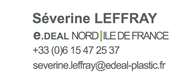 Séverine LEFFRAY
e.DEAL NORD|ILE DE FRANCE
+33 (0)6 15 47 25 37
severine.leffray@edeal-plastic.fr